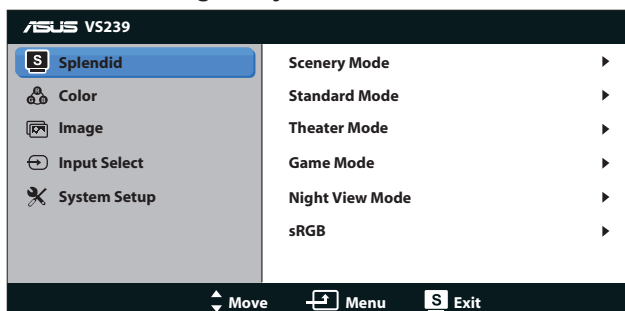 ASUS VS239
S Splendid
Color
Image
Input Select
System Setup
Scenery Mode
Standard Mode
Theater Mode
Game Mode
Night View Mode
sRGB
Move Menu S Exit